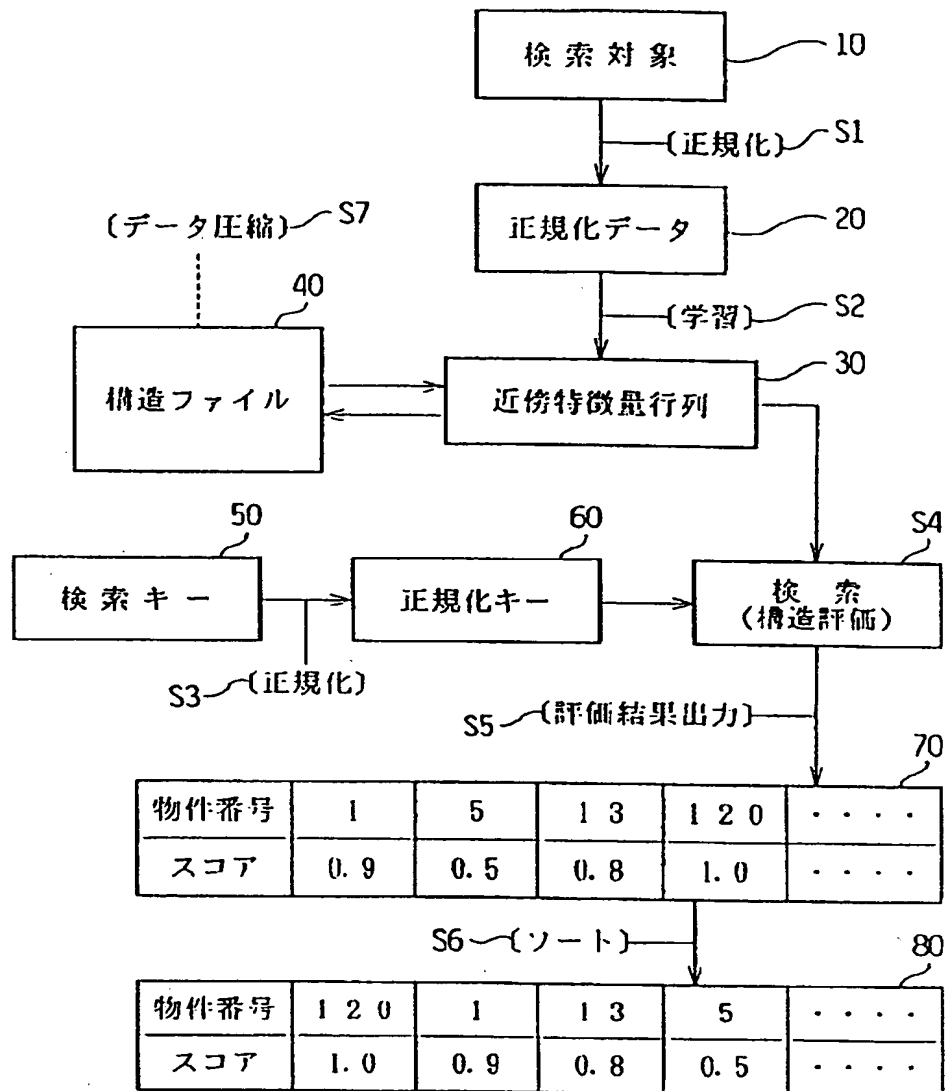 検索対象
10
〔正規化〕
S1
正規化データ
20
〔データ圧縮〕
S7
〔学習〕
S2
40
構造ファイル
30
近傍特徴量行列
50
検索キー
60
正規化キー
S4
検索
(構造評価)
S3
〔正規化〕
S5
〔評価結果出力〕
70
物件番号 1 5 13 120 ・・・・
スコア 0.9 0.5 0.8 1.0 ・・・・
S6
〔ソート〕
80
物件番号 120 1 13 5 ・・・・
スコア 1.0 0.9 0.8 0.5 ・・・・